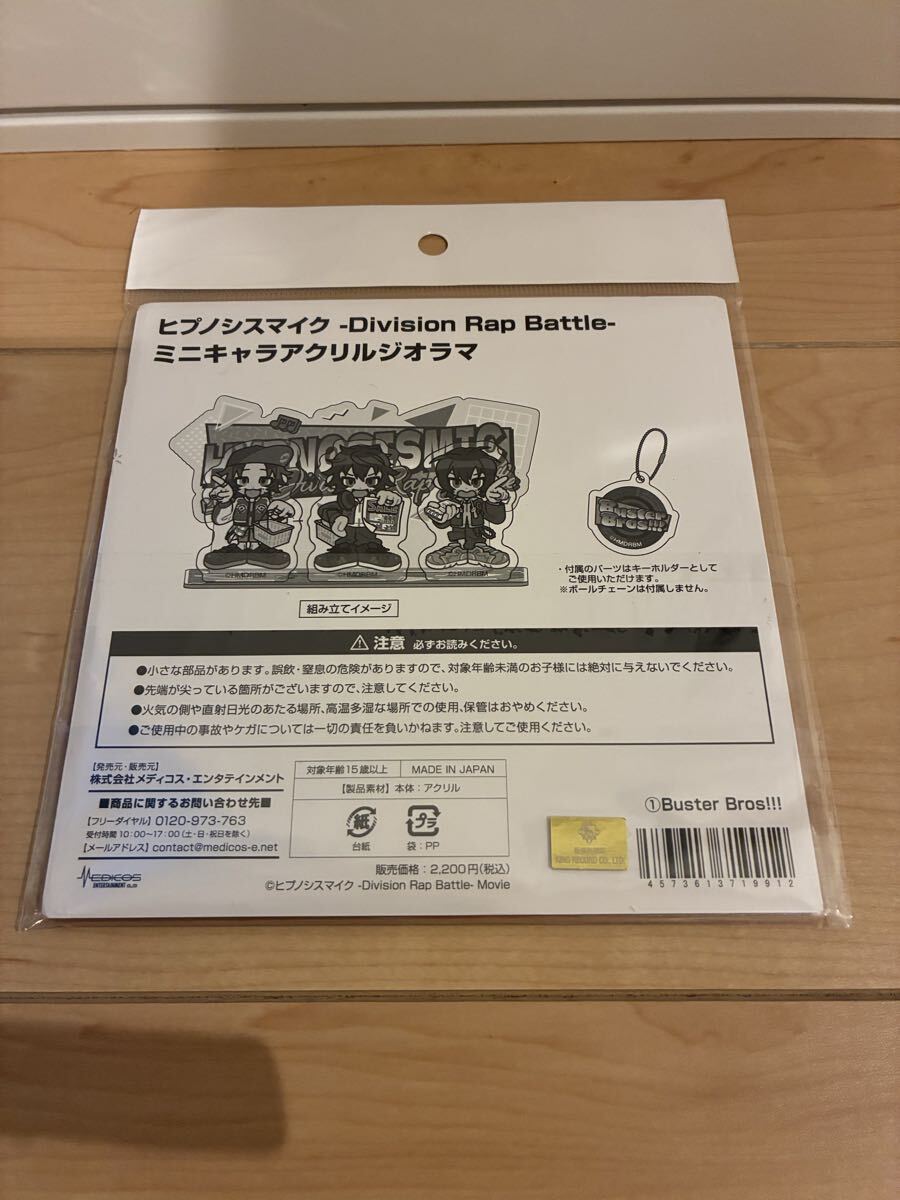 ヒプノシスマイク -Division Rap Battle-
ミニキャラアクリルジオラマ
©HMDRBM
©HMDRBM
©HMDRBM
Buster
Bros!!!
©HMDRBM
・付属のパーツはキーホルダーとして
ご使用いただけます。
※ボールチェーンは付属しません。
組み立てイメージ
注意 必ずお読みください。
●小さな部品があります。誤飲・窒息の危険がありますので、対象年齢未満のお子様には絶対に与えないでください。
●先端が尖っている箇所がございますので、注意してください。
●火気の側や直射日光のあたる場所、高温多湿な場所での使用、保管はおやめください。
●ご使用中の事故やケガについては一切の責任を負いかねます。注意してご使用ください。
【発売元・販売元】
株式会社メディコス・エンタテインメント
■商品に関するお問い合わせ先■
【フリーダイヤル】0120-973-763
受付時間 10:00〜17:00(土・日・祝日を除く)
【メールアドレス】contact@medicos-e.net
MEDICOS
ENTERTAINMENT
対象年齢15歳以上 MADE IN JAPAN
【製品素材】本体：アクリル
紙 プラ
台紙 袋：PP
販売価格：2,200円(税込)
©ヒプノシスマイク -Division Rap Battle- Movie
①Buster Bros!!!
KING RECORD CO., LTD.
4573613719912